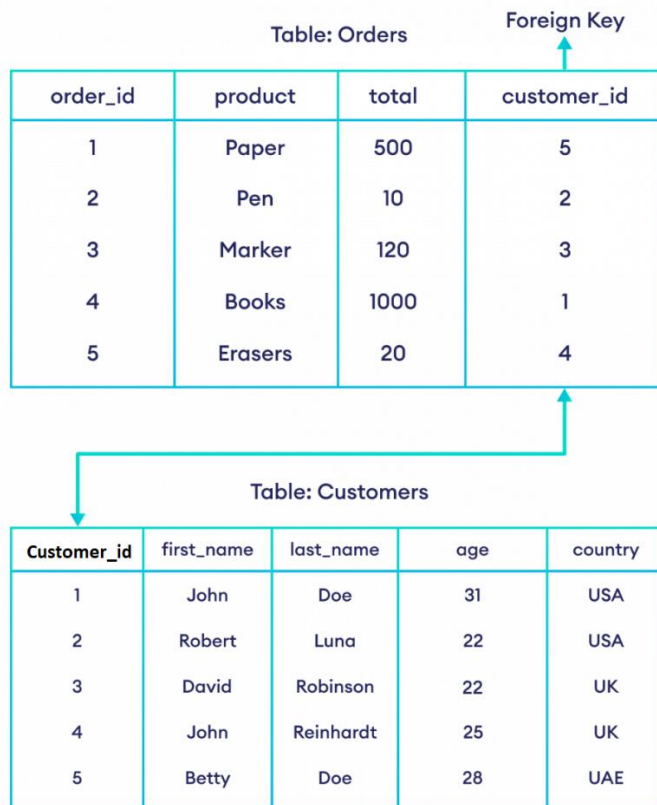 Foreign Key
Table: Orders
order_id product total customer_id
1 Paper 500 5
2 Pen 10 2
3 Marker 120 3
4 Books 1000 1
5 Erasers 20 4
Table: Customers
Customer_id first_name last_name age country
1 John Doe 31 USA
2 Robert Luna 22 USA
3 David Robinson 22 UK
4 John Reinhardt 25 UK
5 Betty Doe 28 UAE